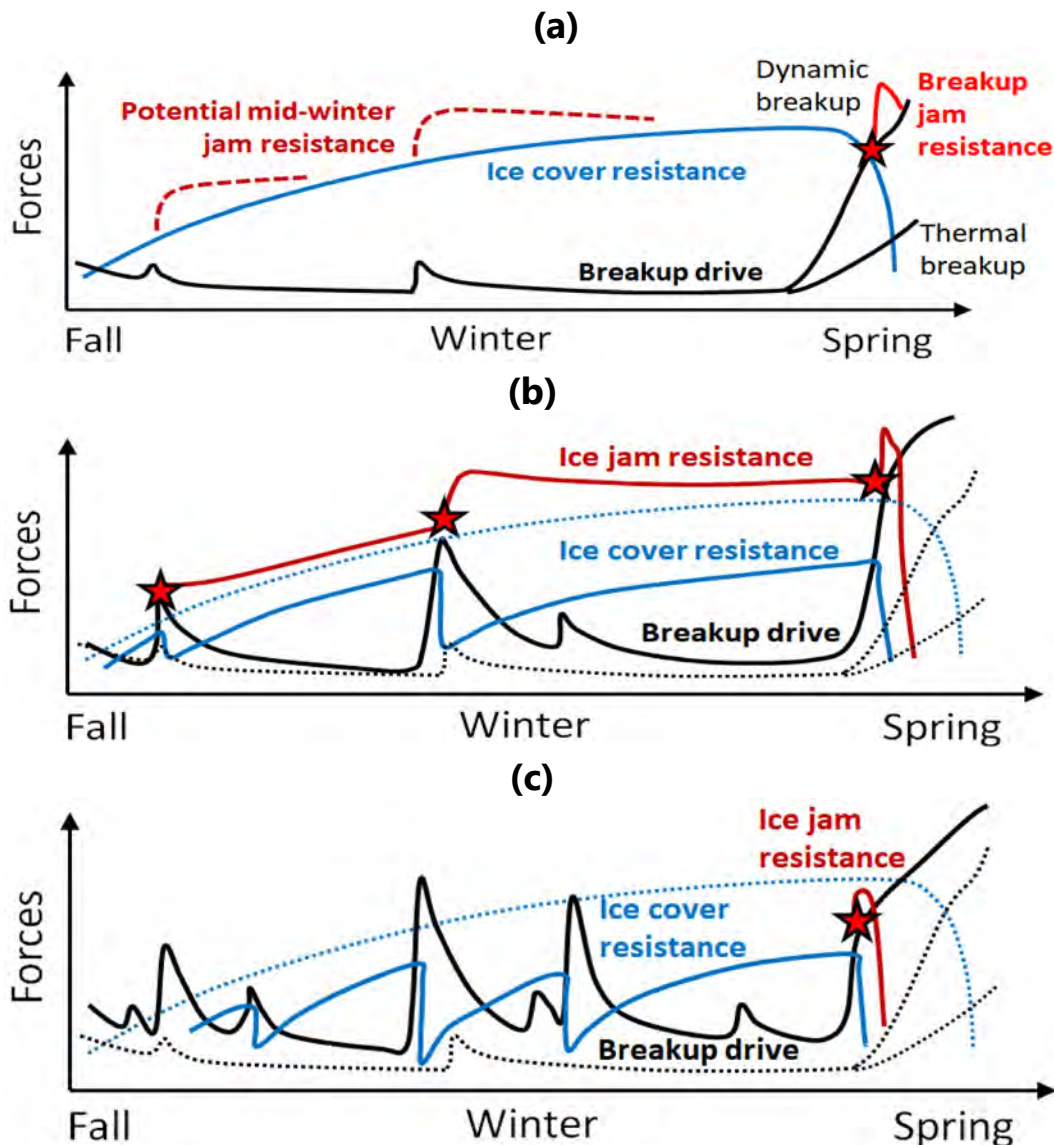 (a)
Dynamic
breakup
Breakup
jam
resistance
Potential mid-winter
jam resistance
Ice cover resistance
Forces
Thermal
breakup
Breakup drive
Fall
Winter
Spring
(b)
Ice jam resistance
Ice cover resistance
Forces
Breakup drive
Fall
Winter
Spring
(c)
Ice jam
resistance
Ice cover
resistance
Forces
Breakup drive
Fall
Winter
Spring